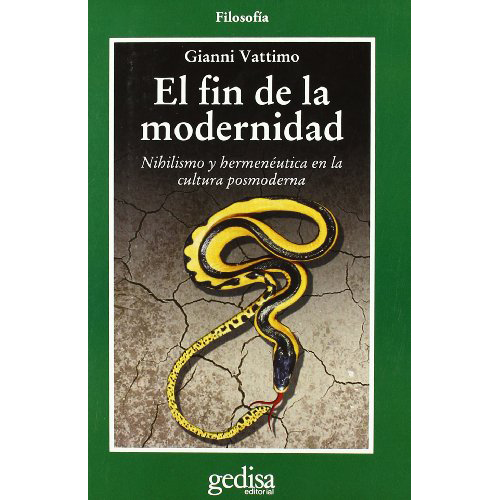 Filosofía
Gianni Vattimo
El fin de la
modernidad
Nihilismo y hermenéutica en la
cultura posmoderna
gedisa
editorial